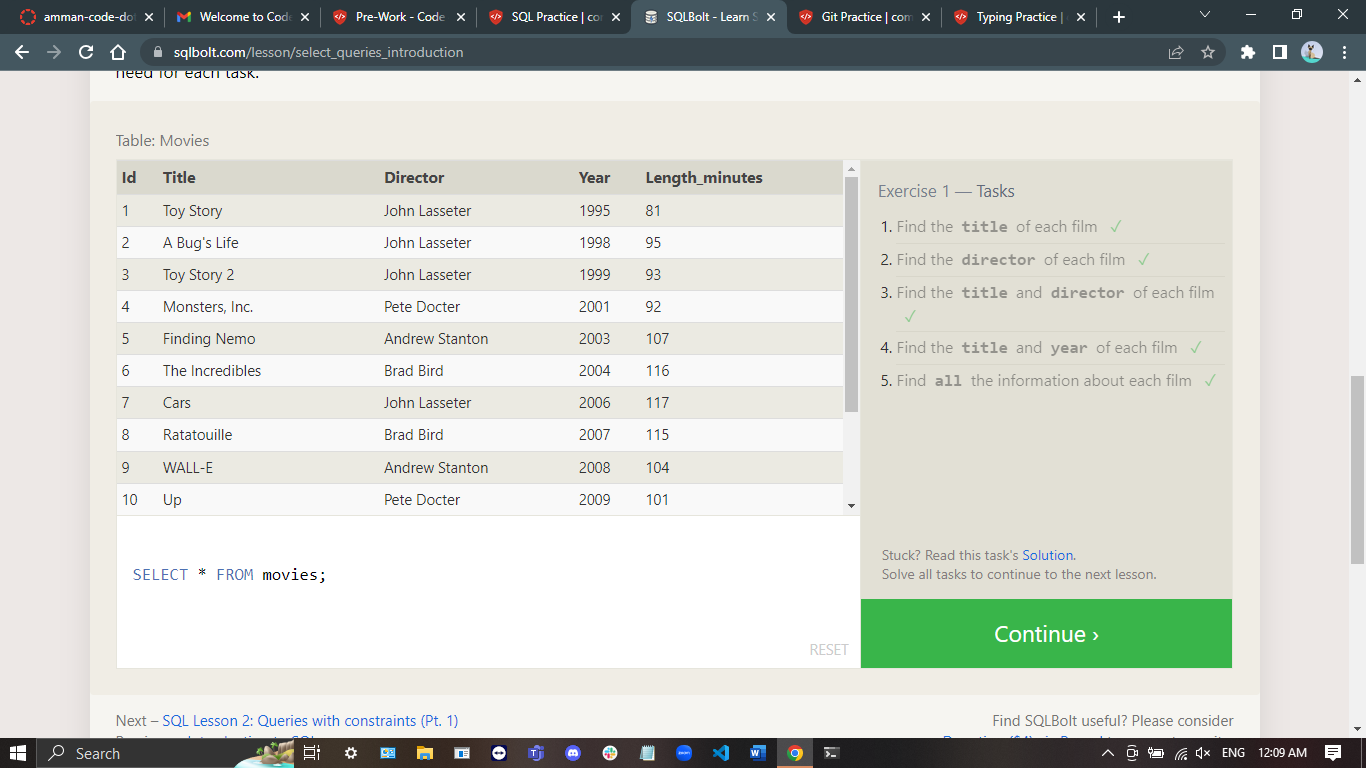 amman-code-do
Welcome to Code
Pre-Work - Code
SQL Practice | co
SQLBolt - Learn S
Git Practice | com
Typing Practice |
sqlbolt.com/lesson/select_queries_introduction
need for each task.
Table: Movies
Id Title Director Year Length_minutes
1 Toy Story John Lasseter 1995 81
2 A Bug's Life John Lasseter 1998 95
3 Toy Story 2 John Lasseter 1999 93
4 Monsters, Inc. Pete Docter 2001 92
5 Finding Nemo Andrew Stanton 2003 107
6 The Incredibles Brad Bird 2004 116
7 Cars John Lasseter 2006 117
8 Ratatouille Brad Bird 2007 115
9 WALL-E Andrew Stanton 2008 104
10 Up Pete Docter 2009 101
SELECT * FROM movies;
RESET
Exercise 1 — Tasks
1. Find the title of each film ✓
2. Find the director of each film ✓
3. Find the title and director of each film
✓
4. Find the title and year of each film ✓
5. Find all the information about each film ✓
Stuck? Read this task's Solution.
Solve all tasks to continue to the next lesson.
Continue ›
Next – SQL Lesson 2: Queries with constraints (Pt. 1)
Find SQLBolt useful? Please consider
Search
ENG 12:09 AM